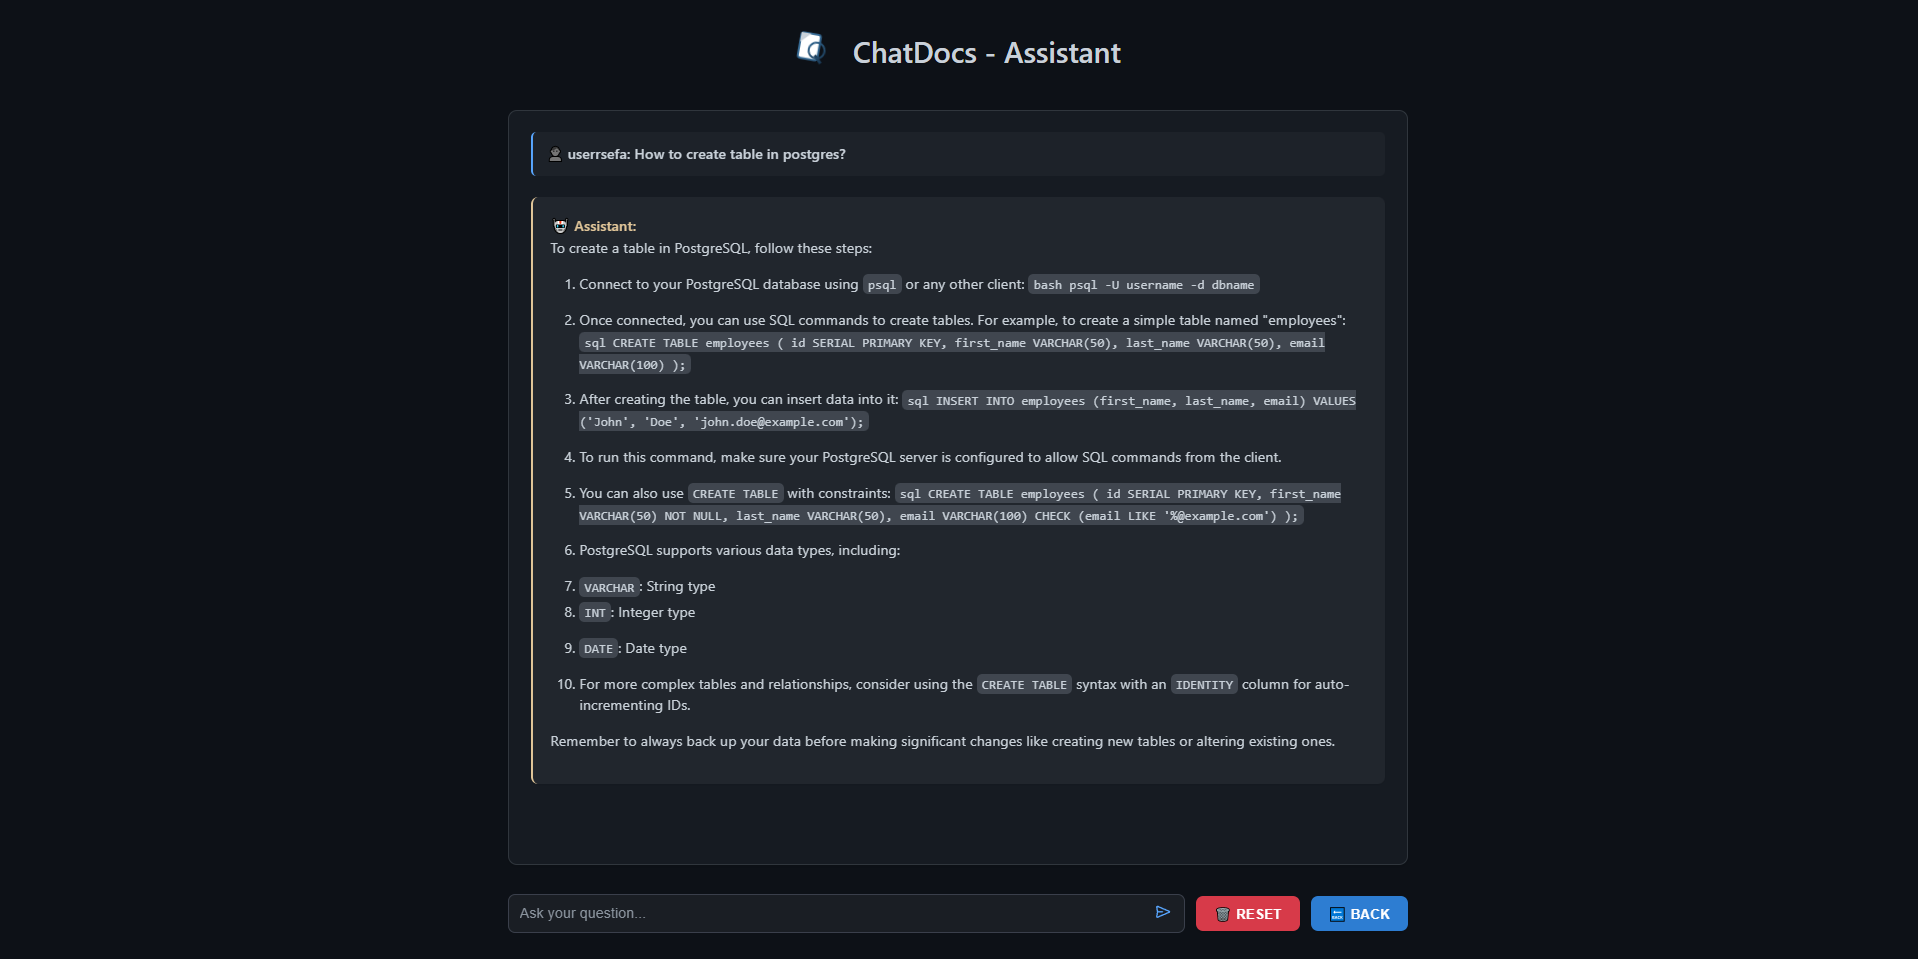 ChatDocs - Assistant
userrsefa: How to create table in postgres?
Assistant:
To create a table in PostgreSQL, follow these steps:
1. Connect to your PostgreSQL database using psql or any other client: bash psql -U username -d dbname
2. Once connected, you can use SQL commands to create tables. For example, to create a simple table named "employees":
sql CREATE TABLE employees ( id SERIAL PRIMARY KEY, first_name VARCHAR(50), last_name VARCHAR(50), email
VARCHAR(100) );
3. After creating the table, you can insert data into it: sql INSERT INTO employees (first_name, last_name, email) VALUES
('John', 'Doe', 'john.doe@example.com');
4. To run this command, make sure your PostgreSQL server is configured to allow SQL commands from the client.
5. You can also use CREATE TABLE with constraints: sql CREATE TABLE employees ( id SERIAL PRIMARY KEY, first_name
VARCHAR(50) NOT NULL, last_name VARCHAR(50), email VARCHAR(100) CHECK (email LIKE '%@example.com') );
6. PostgreSQL supports various data types, including:
7. VARCHAR: String type
8. INT: Integer type
9. DATE: Date type
10. For more complex tables and relationships, consider using the CREATE TABLE syntax with an IDENTITY column for auto-
incrementing IDs.
Remember to always back up your data before making significant changes like creating new tables or altering existing ones.
Ask your question...
RESET
BACK